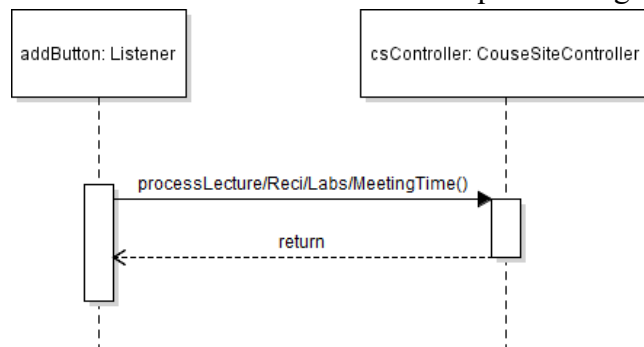 addButton: Listener
csController: CouseSiteController
processLecture/Reci/Labs/MeetingTime()
return